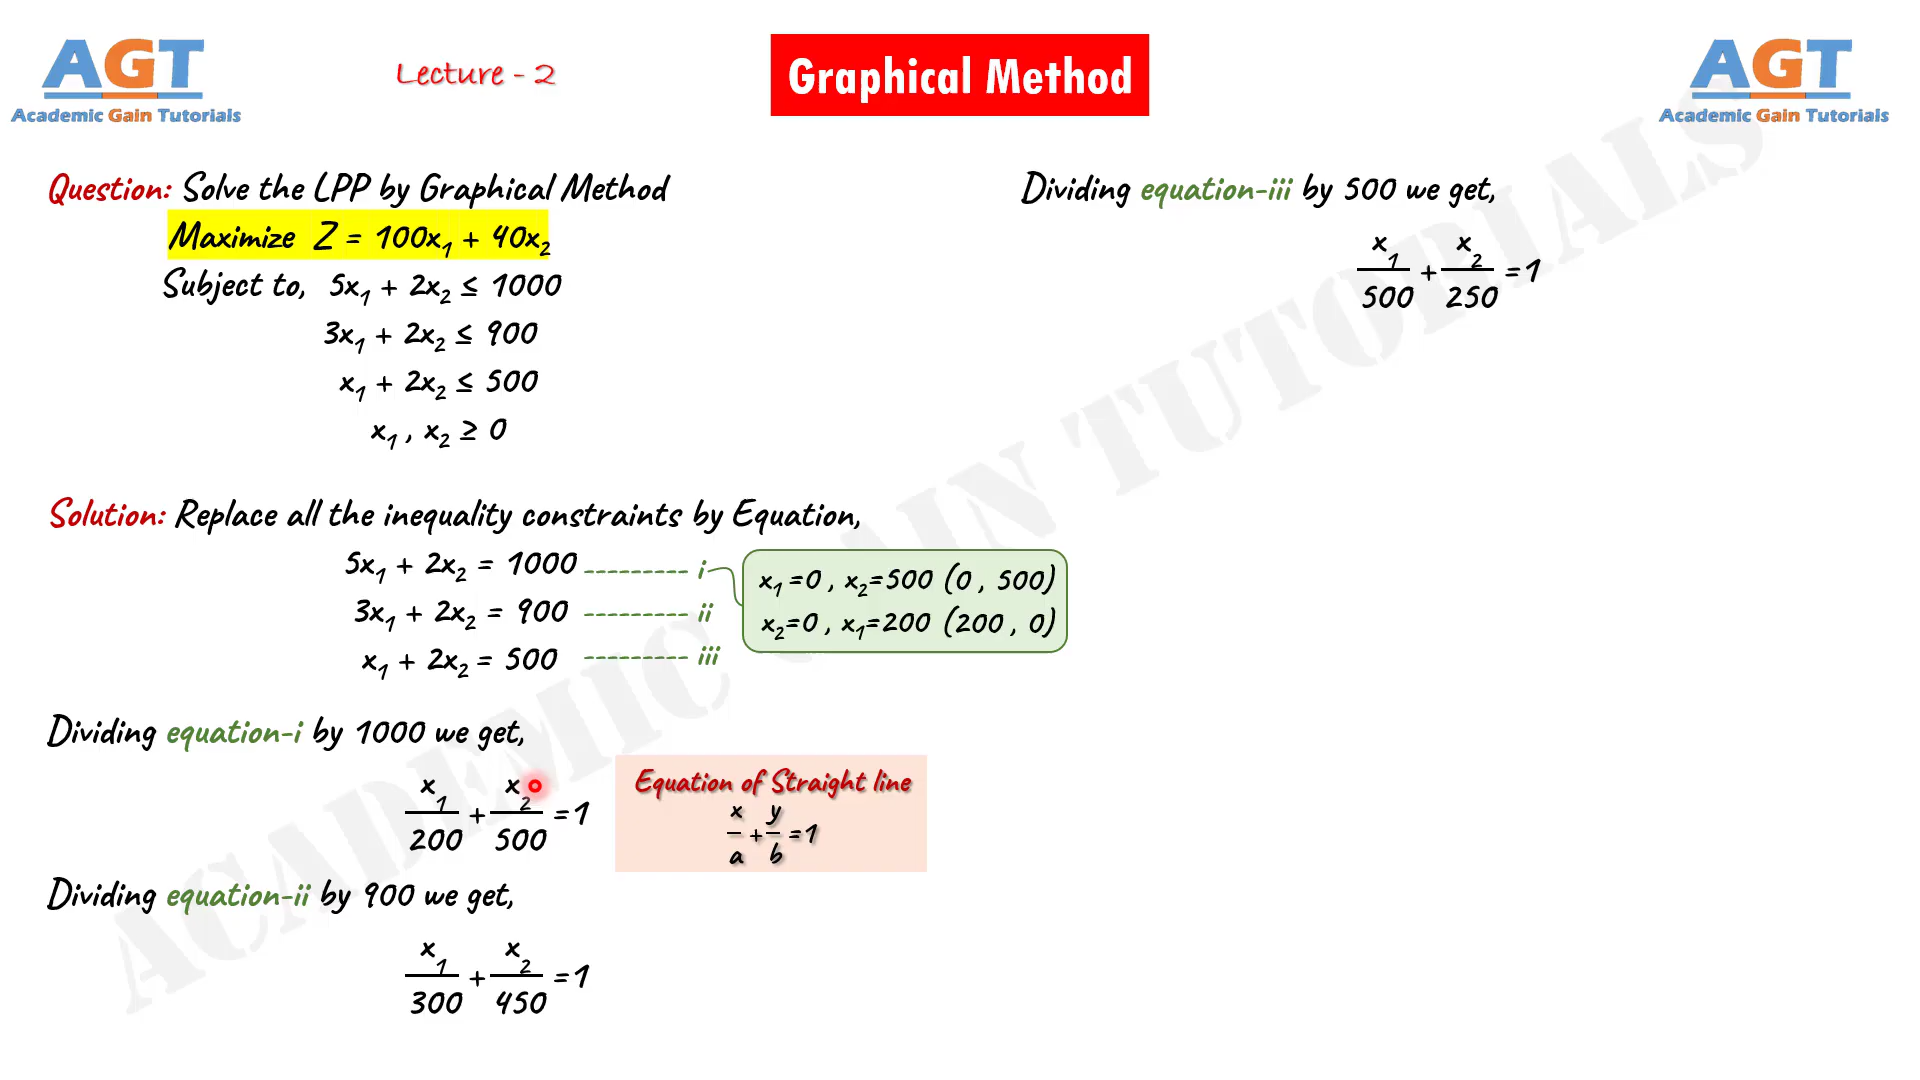 AGT
Academic Gain Tutorials
Lecture - 2
Graphical Method
AGT
Academic Gain Tutorials
Question: Solve the LPP by Graphical Method
Maximize Z = 100x₁ + 40x₂
Subject to, 5x₁ + 2x₂ ≤ 1000
3x₁ + 2x₂ ≤ 900
x₁ + 2x₂ ≤ 500
x₁ , x₂ ≥ 0
Solution: Replace all the inequality constraints by Equation,
5x₁ + 2x₂ = 1000 --------- i
3x₁ + 2x₂ = 900 --------- ii
x₁ + 2x₂ = 500 --------- iii
x₁ =0 , x₂=500 (0 , 500)
x₂=0 , x₁=200 (200 , 0)
Dividing equation-i by 1000 we get,
x₁/200 + x₂/500 =1
Equation of Straight line
x/a + y/b =1
Dividing equation-ii by 900 we get,
x₁/300 + x₂/450 =1
Dividing equation-iii by 500 we get,
x₁/500 + x₂/250 =1
ACADEMIC GAIN TUTORIALS